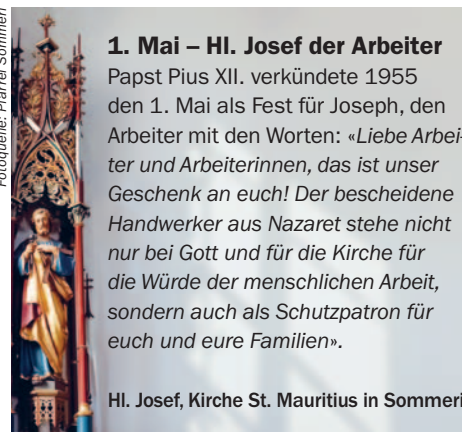 Fotoquelle: Pfarrei Sommeri
1. Mai – Hl. Josef der Arbeiter
Papst Pius XII. verkündete 1955
den 1. Mai als Fest für Joseph, den
Arbeiter mit den Worten: «Liebe Arbei-
ter und Arbeiterinnen, das ist unser
Geschenk an euch! Der bescheidene
Handwerker aus Nazaret stehe nicht
nur bei Gott und für die Kirche für
die Würde der menschlichen Arbeit,
sondern auch als Schutzpatron für
euch und eure Familien».
Hl. Josef, Kirche St. Mauritius in Sommeri